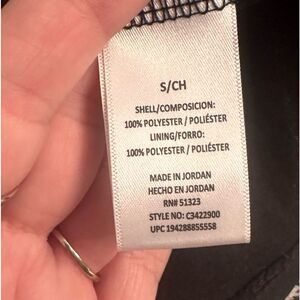 S/CH
SHELL/COMPOSICION:
100% POLYESTER / POLIÉSTER
LINING/FORRO:
100% POLYESTER / POLIÉSTER
MADE IN JORDAN
HECHO EN JORDAN
RN# 51323
STYLE NO: C3422900
UPC 194288855558